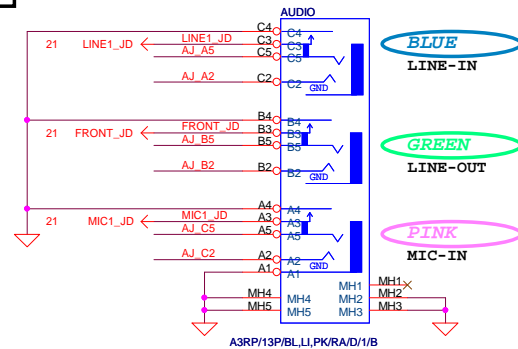 AUDIO
C4 C4
21 LINE1_JD LINE1_JD C3 C3
AJ_A5 C5 C5
AJ_A2 C2 C2
GND
BLUE
LINE-IN
B4 B4
21 FRONT_JD FRONT_JD B3 B3
AJ_B5 B5 B5
AJ_B2 B2 B2
GND
GREEN
LINE-OUT
A4 A4
21 MIC1_JD MIC1_JD A3 A3
AJ_C5 A5 A5
AJ_C2 A2 A2
GND
A1 A1
PINK
MIC-IN
MH1 MH1
MH4 MH4 MH2 MH2
MH5 MH5 MH3 MH3
A3RP/13P/BL,LI,PK/RA/D/1/B